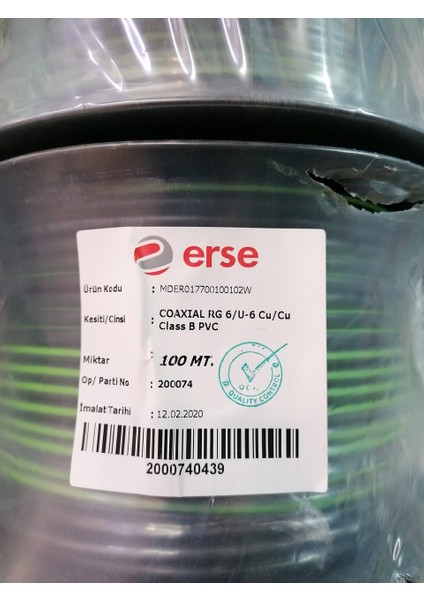 erse
Ürün Kodu : MDER017700100102W
Kesiti/Cinsi : COAXIAL RG 6/U-6 Cu/Cu
Class B PVC
Miktar : 100 MT.
Op/ Parti No : 200074
İmalat Tarihi : 12.02.2020
QUALITY CONTROL
2000740439